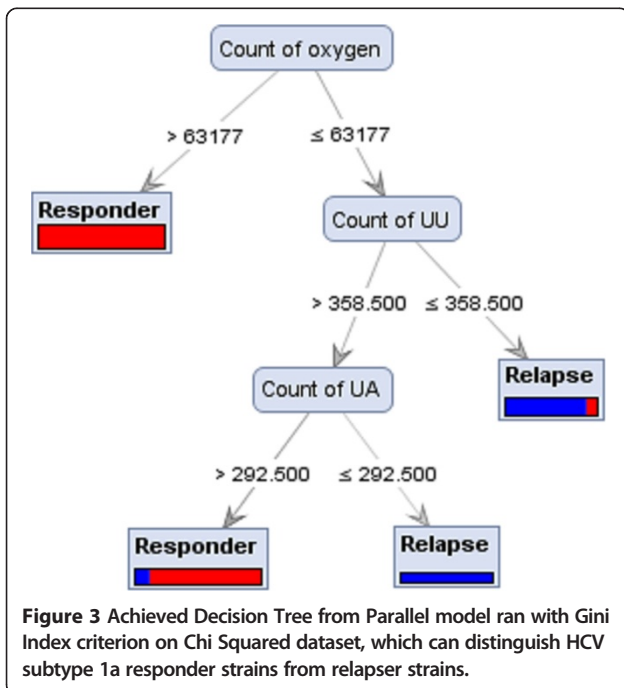 Count of oxygen
> 63177
≤ 63177
Responder
Count of UU
> 358.500
≤ 358.500
Count of UA
Relapse
> 292.500
≤ 292.500
Responder
Relapse
Figure 3 Achieved Decision Tree from Parallel model ran with Gini
Index criterion on Chi Squared dataset, which can distinguish HCV
subtype 1a responder strains from relapser strains.